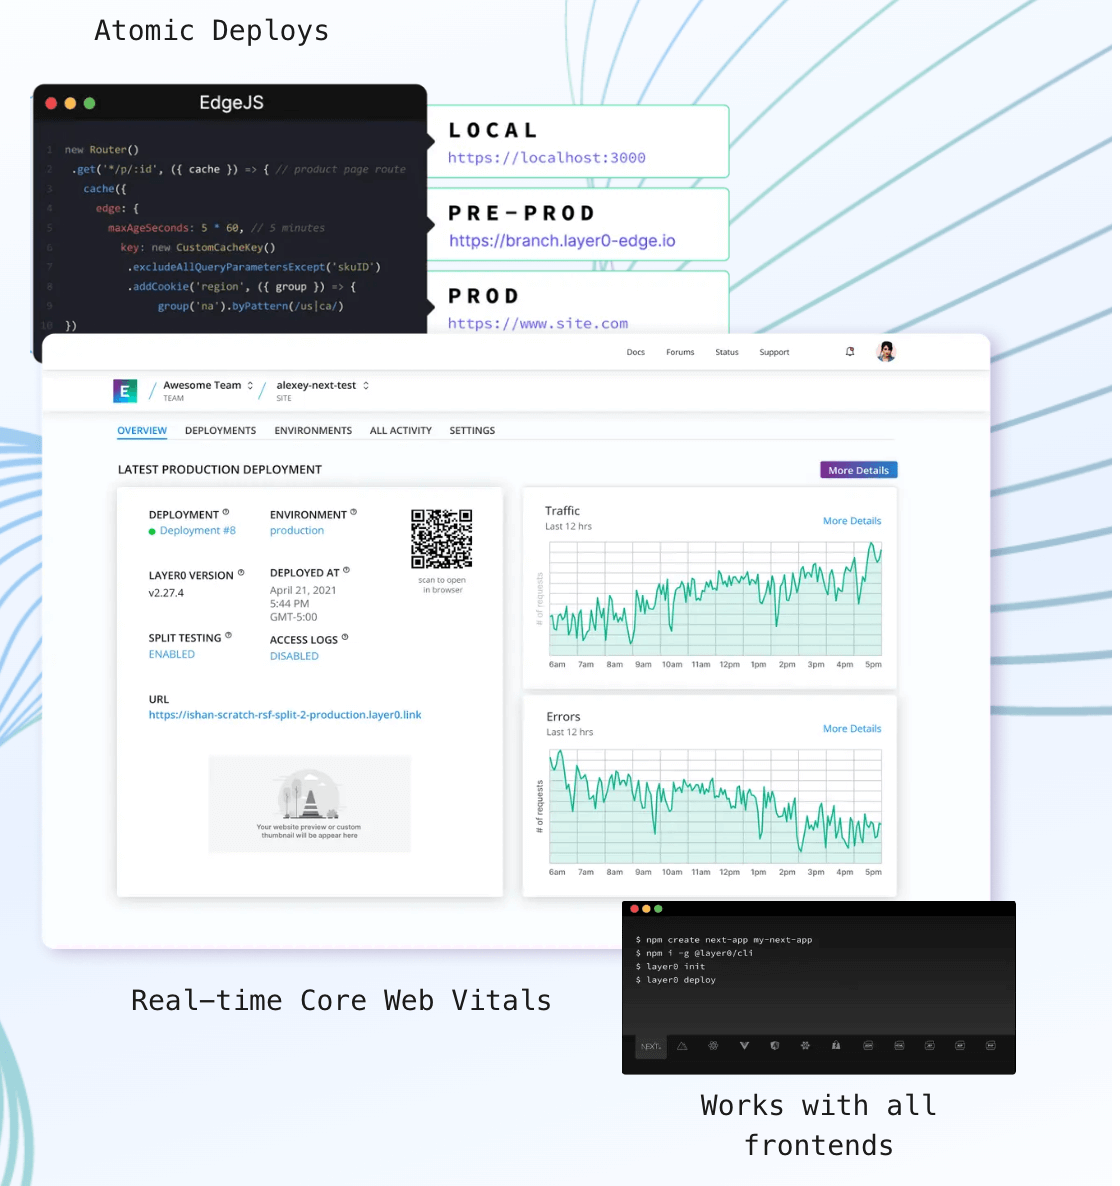 Atomic Deploys
EdgeJS
1 new Router()
2 .get('*/p/:id', ({ cache }) => { // product page route
3 cache({
4 edge: {
5 maxAgeSeconds: 5 * 60, // 5 minutes
6 key: new CustomCacheKey()
7 .excludeAllQueryParametersExcept('skuID')
8 .addCookie('region', ({ group }) => {
9 group('na').byPattern(/us|ca/)
10 })
LOCAL
https://localhost:3000
PRE-PROD
https://branch.layer0-edge.io
PROD
https://www.site.com
Docs Forums Status Support
E / Awesome Team / alexey-next-test
TEAM SITE
OVERVIEW DEPLOYMENTS ENVIRONMENTS ALL ACTIVITY SETTINGS
LATEST PRODUCTION DEPLOYMENT
More Details
DEPLOYMENT
Deployment #8
ENVIRONMENT
production
scan to open
in browser
LAYER0 VERSION
v2.27.4
DEPLOYED AT
April 21, 2021
5:44 PM
GMT-5:00
SPLIT TESTING
ENABLED
ACCESS LOGS
DISABLED
URL
https://ishan-scratch-rsf-split-2-production.layer0.link
Your website preview or custom
thumbnail will be appear here
Traffic
Last 12 hrs
More Details
# of requests
6am 7am 8am 9am 10am 11am 12pm 1pm 2pm 3pm 4pm 5pm
Errors
Last 12 hrs
More Details
# of requests
6am 7am 8am 9am 10am 11am 12pm 1pm 2pm 3pm 4pm 5pm
$ npm create next-app my-next-app
$ npm i -g @layer0/cli
$ layer0 init
$ layer0 deploy
NEXT.
Real-time Core Web Vitals
Works with all
frontends